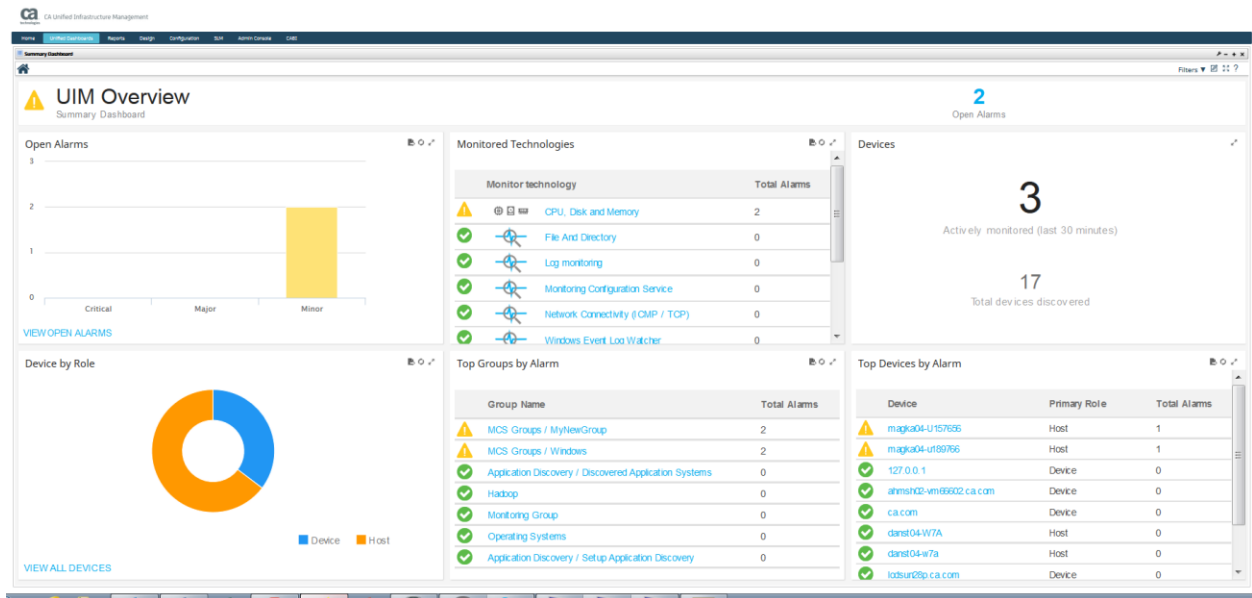 ca
technologies
CA Unified Infrastructure Management
Home Unified Dashboards Reports Design Configuration SLM Admin Console CABI
Summary Dashboard
Filters ▼ ?
UIM Overview
Summary Dashboard
2
Open Alarms
Open Alarms
3
2
1
0
Critical Major Minor
VIEW OPEN ALARMS
Monitored Technologies
Monitor technology Total Alarms
CPU, Disk and Memory 2
File And Directory 0
Log monitoring 0
Monitoring Configuration Service 0
Network Connectivity (ICMP / TCP) 0
Windows Event Log Watcher 0
Devices
3
Actively monitored (last 30 minutes)
17
Total devices discovered
Device by Role
Device Host
VIEW ALL DEVICES
Top Groups by Alarm
Group Name Total Alarms
MCS Groups / MyNewGroup 2
MCS Groups / Windows 2
Application Discovery / Discovered Application Systems 0
Hadoop 0
Monitoring Group 0
Operating Systems 0
Application Discovery / Setup Application Discovery 0
Top Devices by Alarm
Device Primary Role Total Alarms
magka04-U157656 Host 1
magka04-u189766 Host 1
127.0.0.1 Device 0
ahmsh02-vm66602.ca.com Device 0
ca.com Device 0
danst04-W7A Host 0
danst04-w7a Host 0
lodsun28p.ca.com Device 0